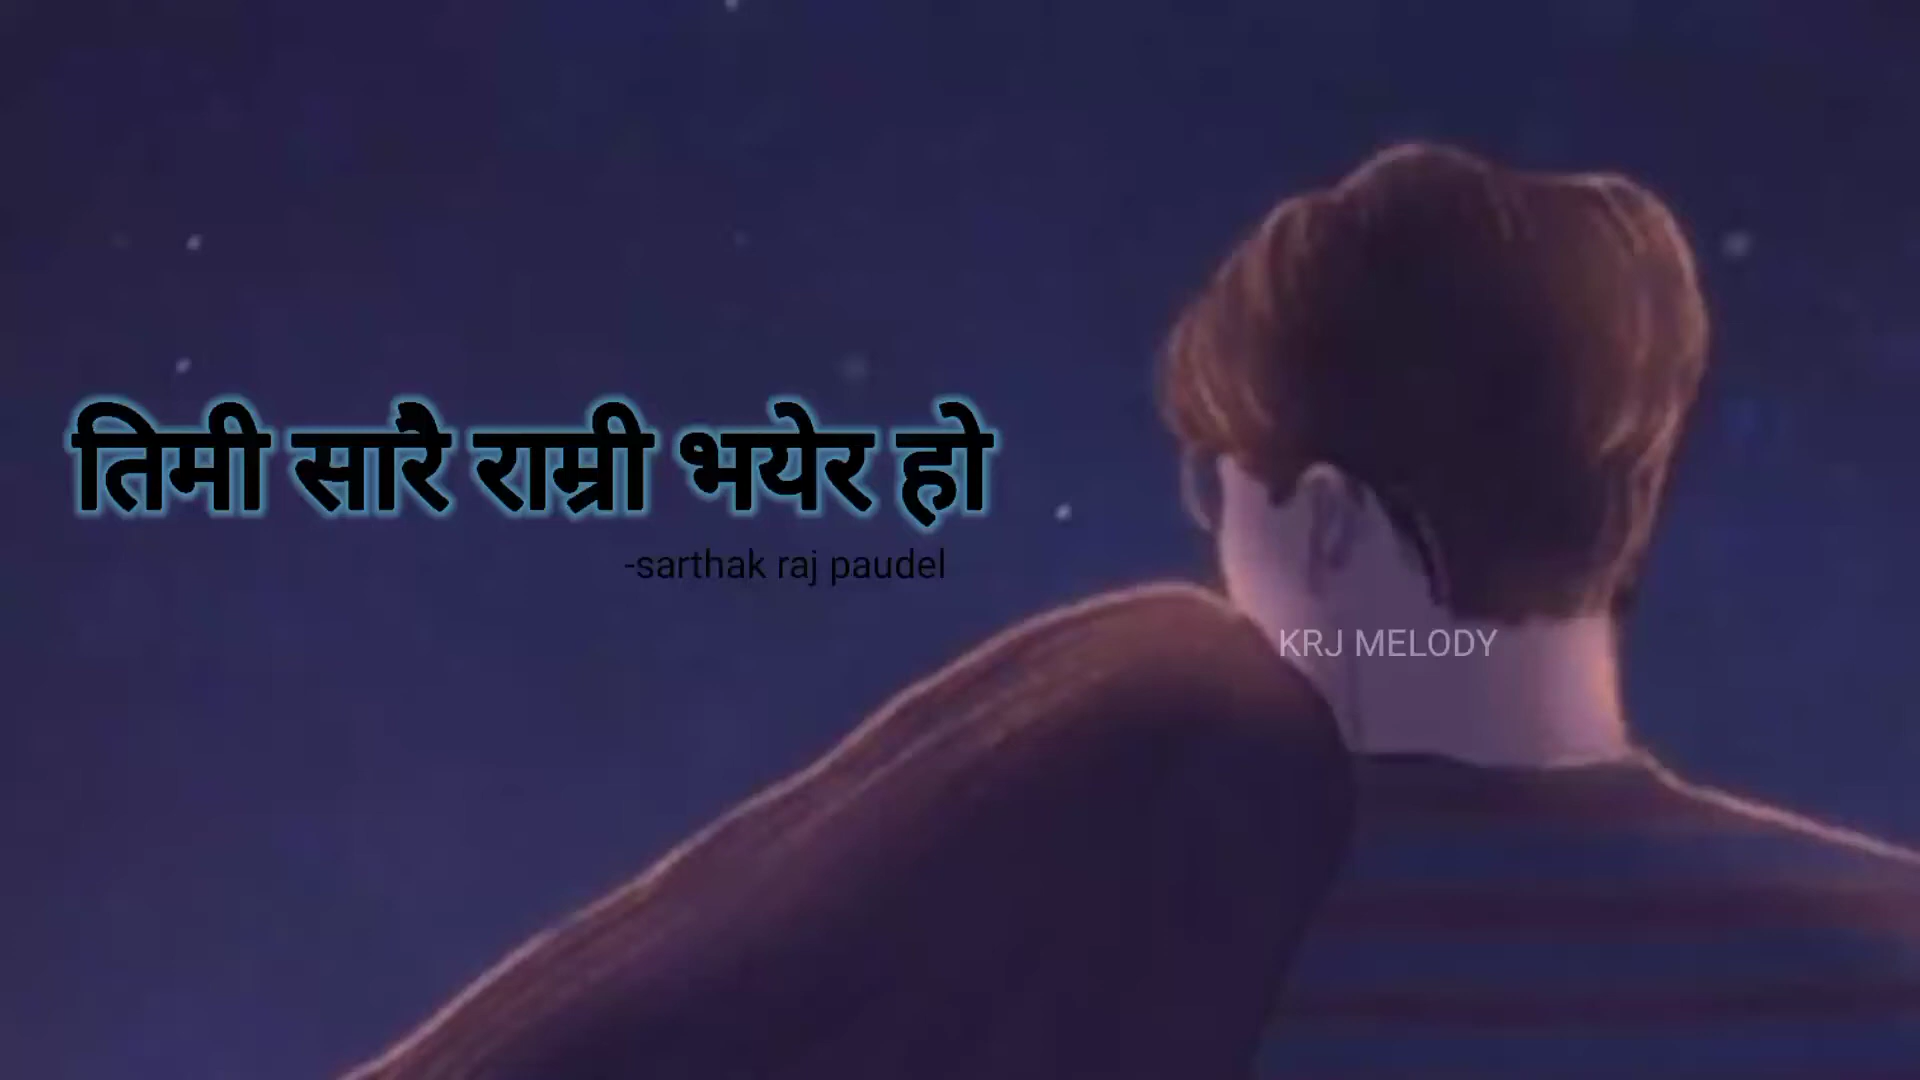 तिमी सारै राम्री भयेर हो
-sarthak raj paudel
KRJ MELODY